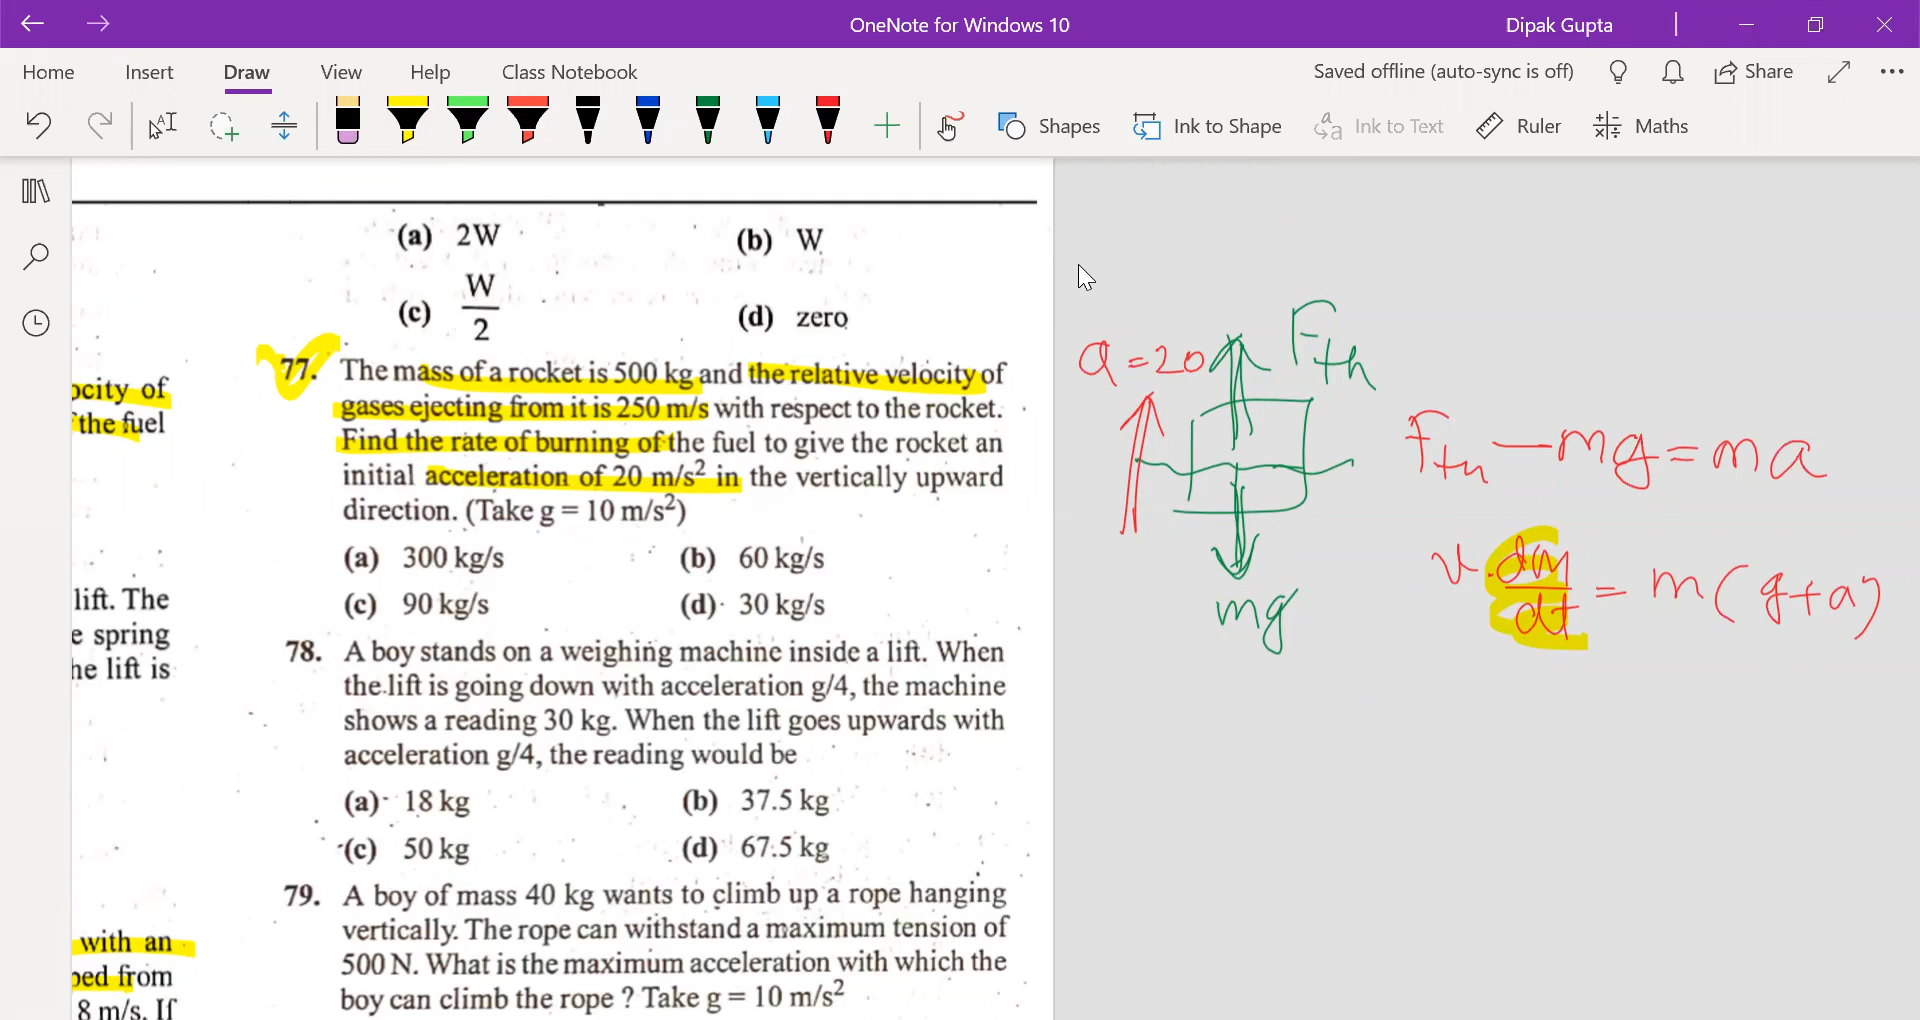 OneNote for Windows 10
Dipak Gupta
Home Insert Draw View Help Class Notebook
Saved offline (auto-sync is off) Share
Shapes Ink to Shape Ink to Text Ruler Maths
(a) 2W (b) W
(c) W/2 (d) zero
77. The mass of a rocket is 500 kg and the relative velocity of
gases ejecting from it is 250 m/s with respect to the rocket.
Find the rate of burning of the fuel to give the rocket an
initial acceleration of 20 m/s² in the vertically upward
direction. (Take g = 10 m/s²)
(a) 300 kg/s (b) 60 kg/s
(c) 90 kg/s (d) 30 kg/s
78. A boy stands on a weighing machine inside a lift. When
the lift is going down with acceleration g/4, the machine
shows a reading 30 kg. When the lift goes upwards with
acceleration g/4, the reading would be
(a) 18 kg (b) 37.5 kg
(c) 50 kg (d) 67.5 kg
79. A boy of mass 40 kg wants to climb up a rope hanging
vertically. The rope can withstand a maximum tension of
500 N. What is the maximum acceleration with which the
boy can climb the rope ? Take g = 10 m/s²
ocity of
the fuel
lift. The
e spring
he lift is
with an
ped from
8 m/s. If
a = 20
Fth
mg
Fth - mg = ma
v. dm/dt = m(g+a)